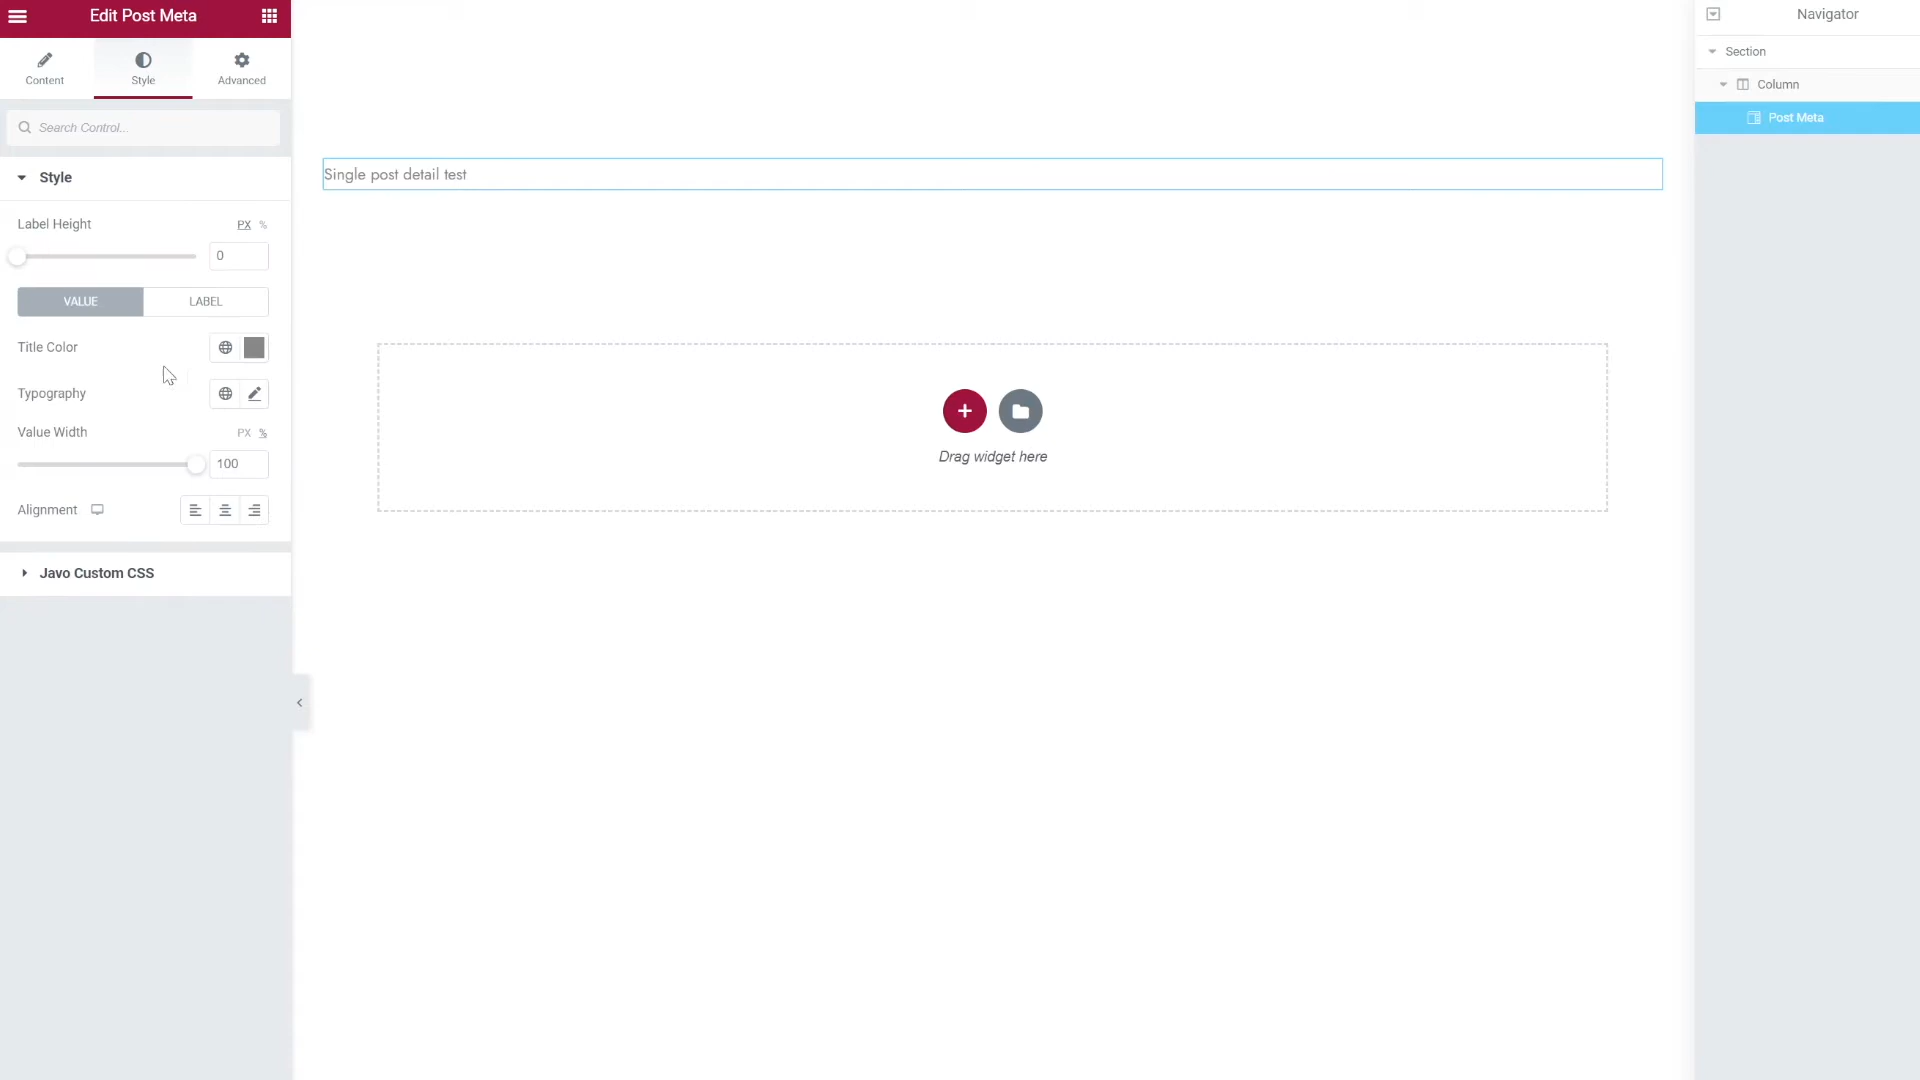 Edit Post Meta
Content
Style
Advanced
Search Control...
Style
Label Height
PX %
0
VALUE
LABEL
Title Color
Typography
Value Width
PX %
100
Alignment
Javo Custom CSS
Single post detail test
Drag widget here
Navigator
Section
Column
Post Meta